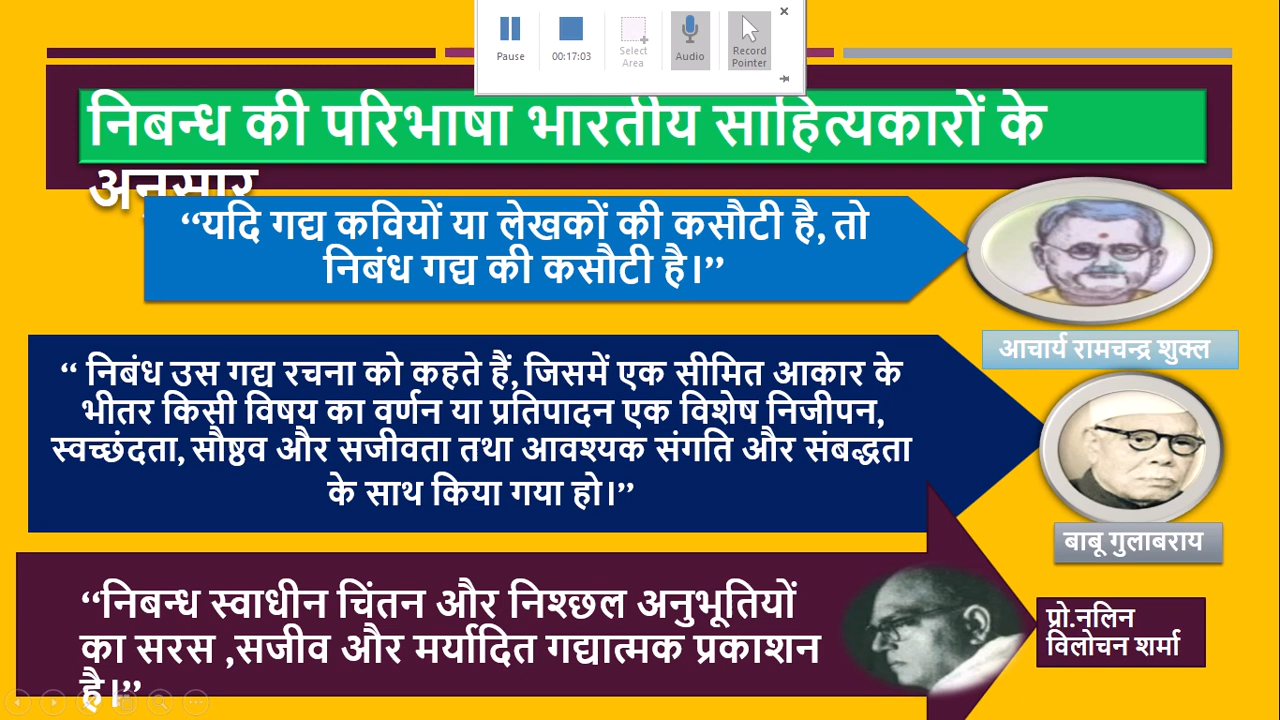 Pause
00:17:03
Select
Area
Audio
Record
Pointer
निबन्ध की परिभाषा भारतीय साहित्यकारों के
अनुसार
‘‘यदि गद्य कवियों या लेखकों की कसौटी है, तो
निबंध गद्य की कसौटी है।’’
आचार्य रामचन्द्र शुक्ल
‘‘ निबंध उस गद्य रचना को कहते हैं, जिसमें एक सीमित आकार के
भीतर किसी विषय का वर्णन या प्रतिपादन एक विशेष निजीपन,
स्वच्छंदता, सौष्ठव और सजीवता तथा आवश्यक संगति और संबद्धता
के साथ किया गया हो।’’
बाबू गुलाबराय
‘‘निबन्ध स्वाधीन चिंतन और निश्छल अनुभूतियों
का सरस ,सजीव और मर्यादित गद्यात्मक प्रकाशन
है।’’
प्रो.नलिन
विलोचन शर्मा